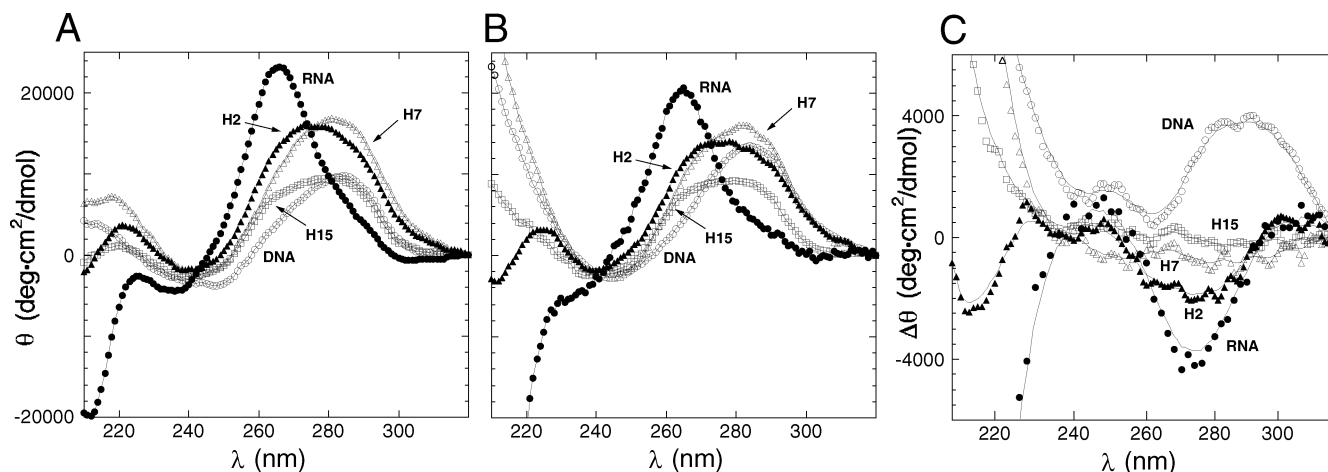 A
B
C
20000
0
-20000
θ (deg·cm²/dmol)
RNA
H2
H7
H15
DNA
220 240 260 280 300
λ (nm)
RNA
H7
H2
H15
DNA
220 240 260 280 300
λ (nm)
4000
0
-4000
Δθ (deg·cm²/dmol)
DNA
H15
H7
H2
RNA
220 240 260 280 300
λ (nm)